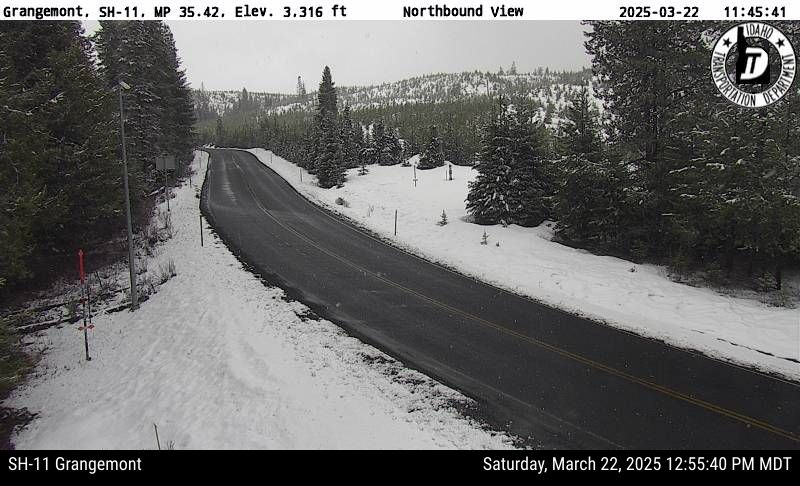 Grangemont, SH-11, MP 35.42, Elev. 3,316 ft Northbound View 2025-03-22 11:45:41
IDAHO
TRANSPORTATION DEPARTMENT
SH-11 Grangemont Saturday, March 22, 2025 12:55:40 PM MDT